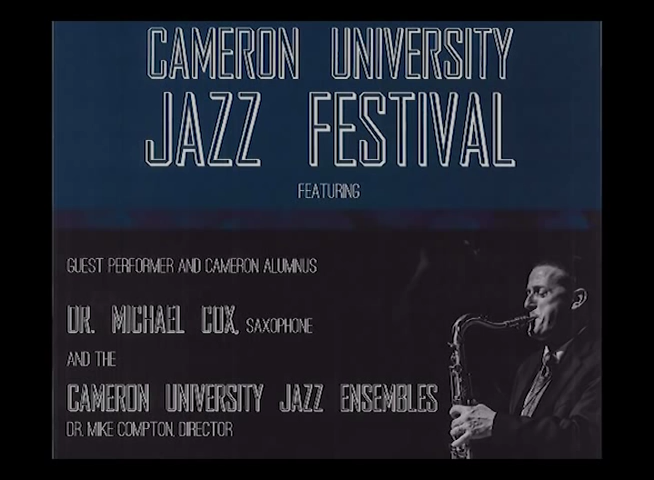 CAMERON UNIVERSITY
JAZZ FESTIVAL
FEATURING
GUEST PERFORMER AND CAMERON ALUMNUS
DR. MICHAEL COX, SAXOPHONE
AND THE
CAMERON UNIVERSITY JAZZ ENSEMBLES
DR. MIKE COMPTON, DIRECTOR